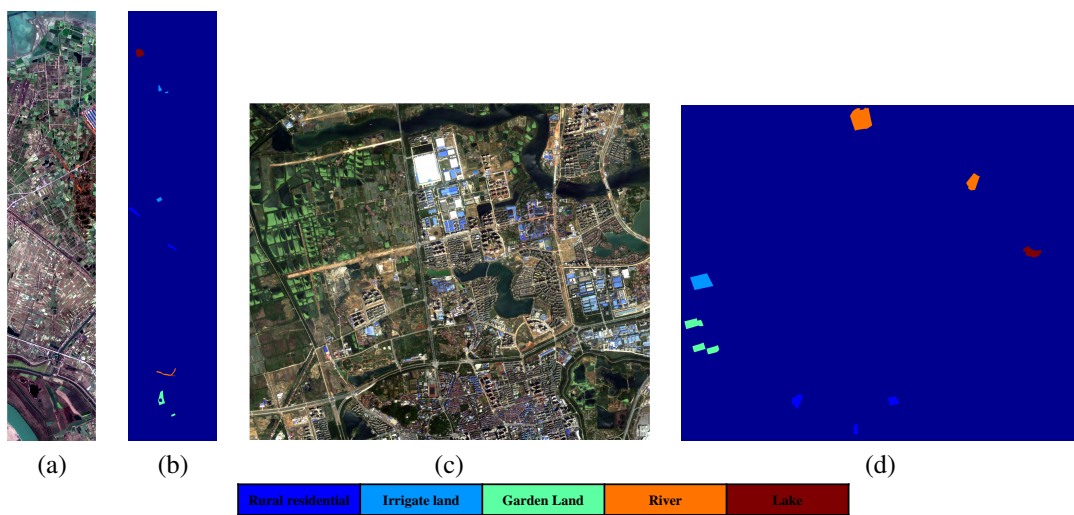 (a) (b) (c) (d)
Rural residential Irrigate land Garden Land River Lake